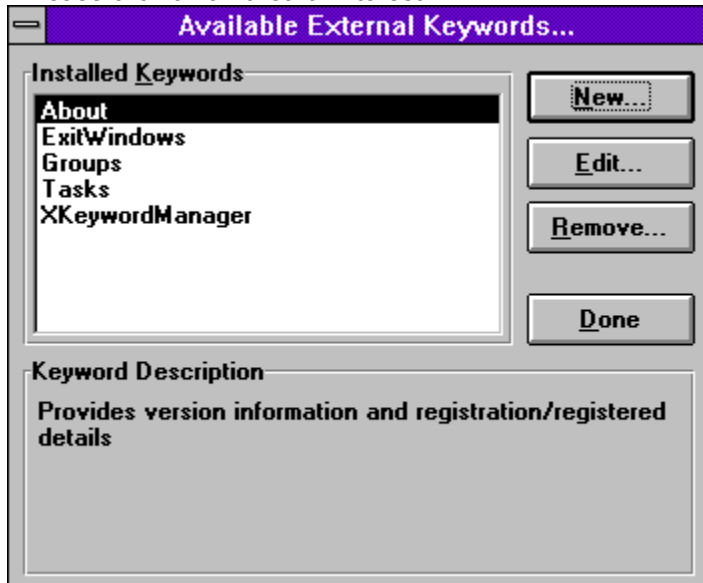 Available External Keywords...
Installed Keywords
About
ExitWindows
Groups
Tasks
XKeywordManager
New...
Edit...
Remove...
Done
Keyword Description
Provides version information and registration/registered
details